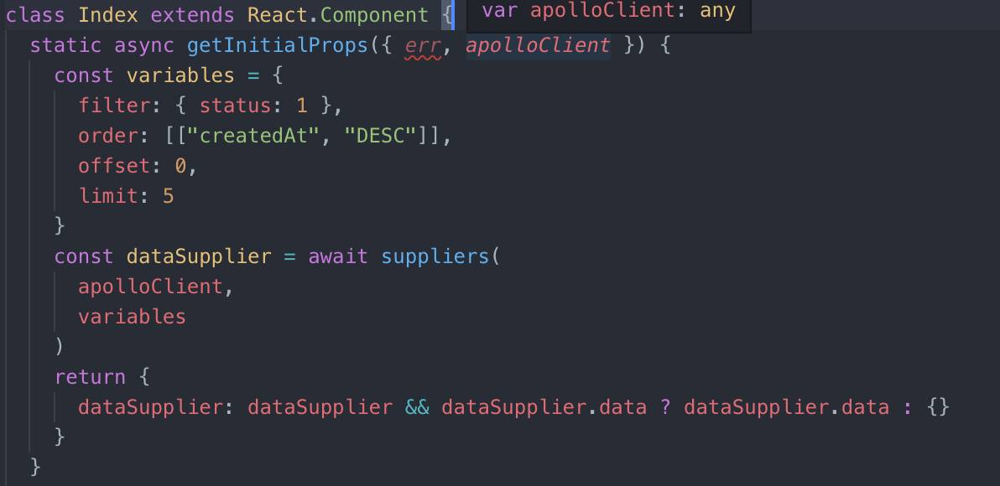 class Index extends React.Component {
var apolloClient: any
static async getInitialProps({ err, apolloClient }) {
const variables = {
filter: { status: 1 },
order: [["createdAt", "DESC"]],
offset: 0,
limit: 5
}
const dataSupplier = await suppliers(
apolloClient,
variables
)
return {
dataSupplier: dataSupplier && dataSupplier.data ? dataSupplier.data : {}
}
}